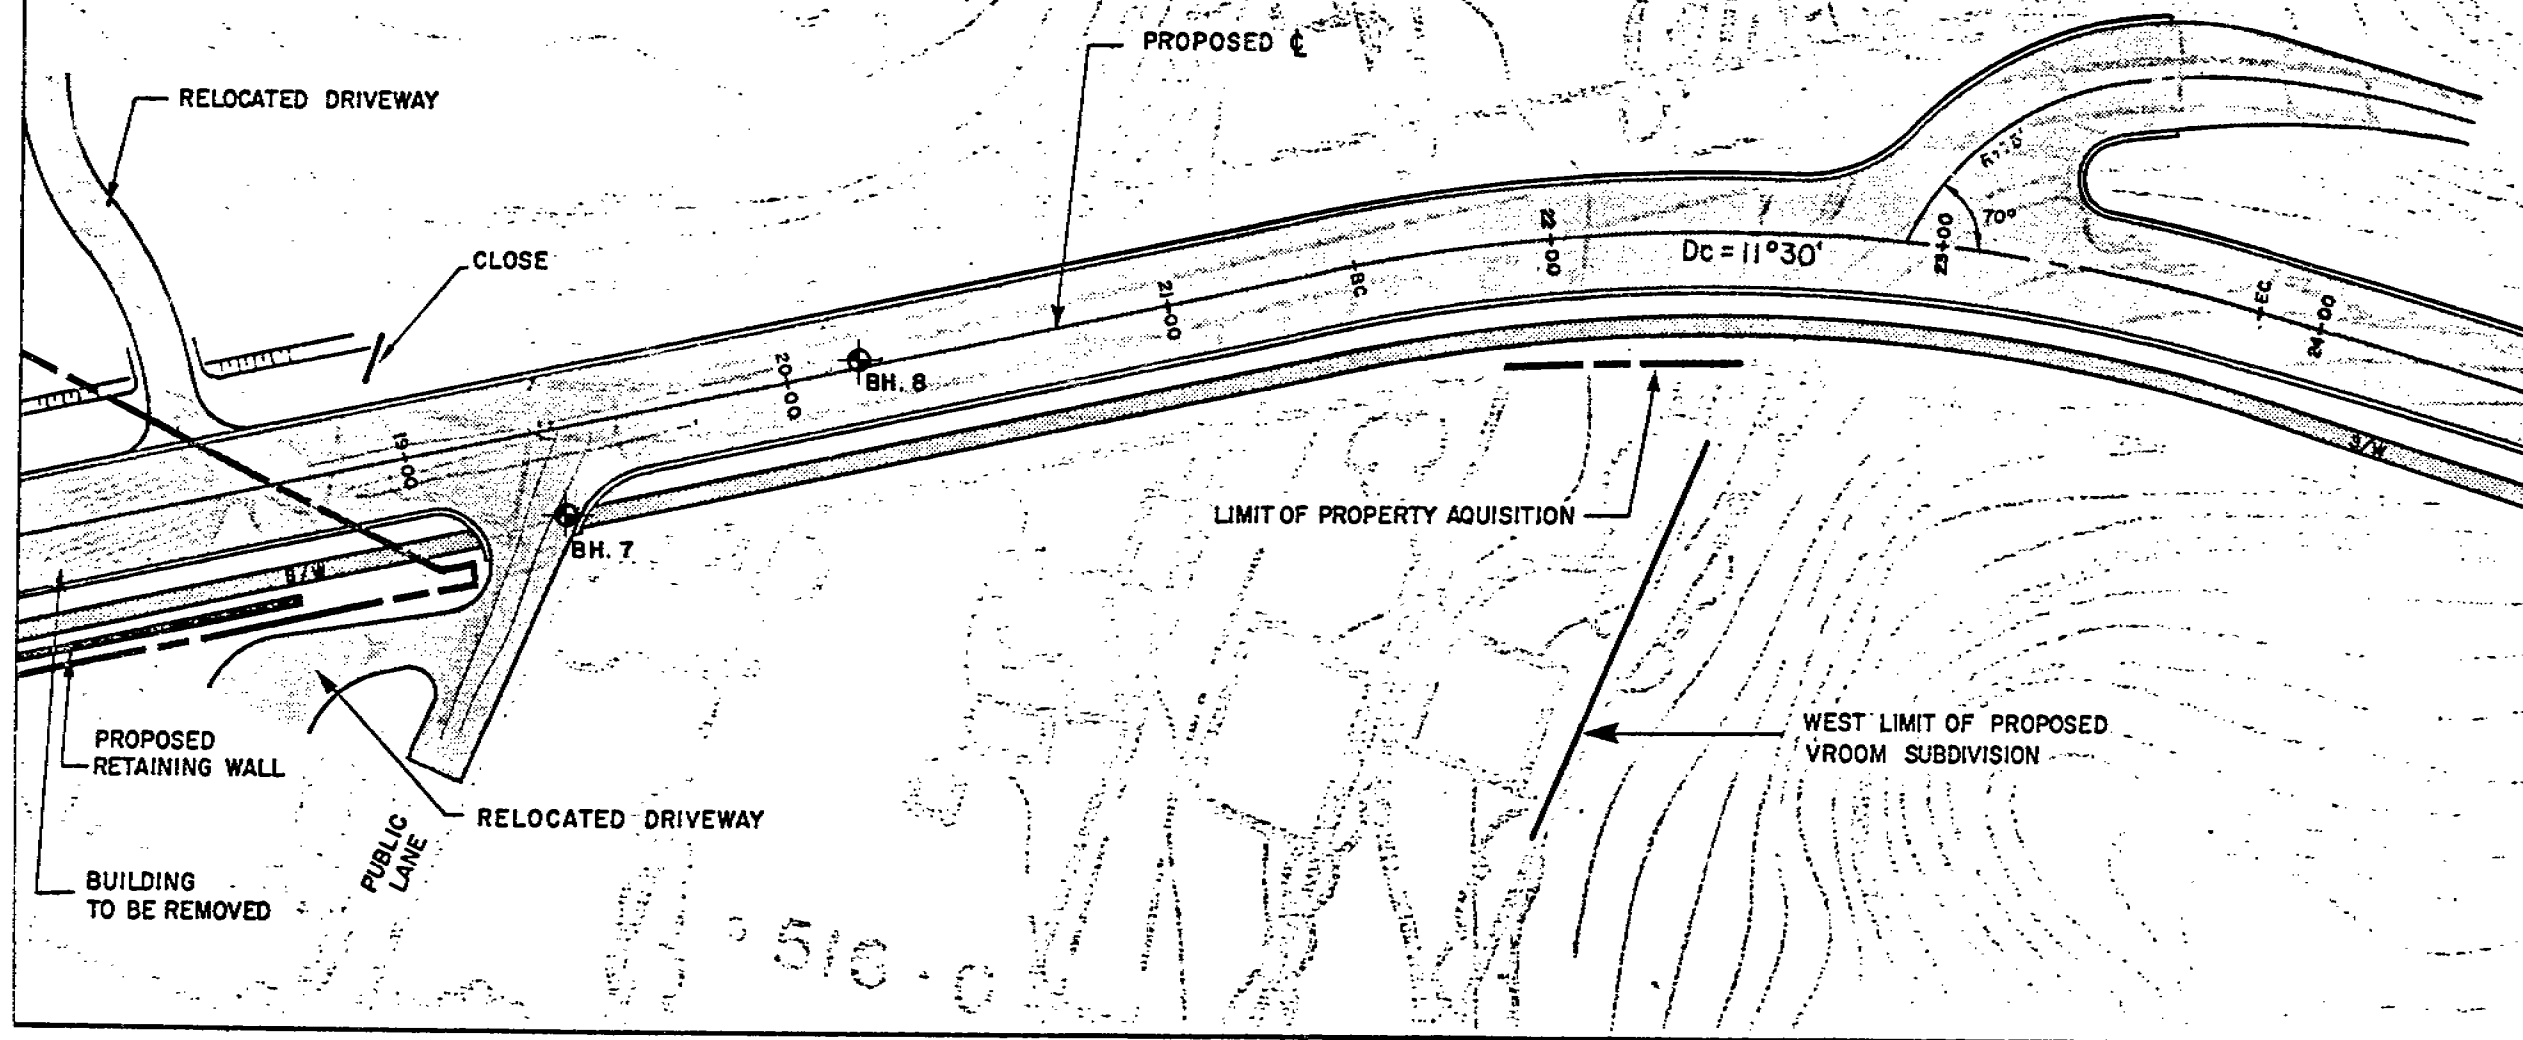 PROPOSED ℄
RELOCATED DRIVEWAY
CLOSE
70°
22+00
23+00
Dc = 11°30'
21+00
BC
EC
24+00
20+00
BH. 8
19+00
S/W
LIMIT OF PROPERTY AQUISITION
BH. 7
S/W
PROPOSED
RETAINING WALL
WEST LIMIT OF PROPOSED
VROOM SUBDIVISION
RELOCATED DRIVEWAY
PUBLIC
LANE
BUILDING
TO BE REMOVED